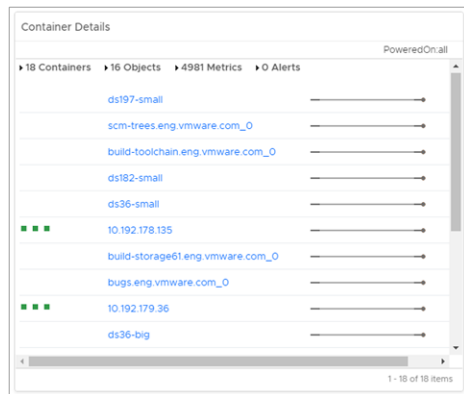 Container Details
PoweredOn:all
18 Containers 16 Objects 4981 Metrics 0 Alerts
ds197-small
scm-trees.eng.vmware.com_0
build-toolchain.eng.vmware.com_0
ds182-small
ds36-small
10.192.178.135
build-storage61.eng.vmware.com_0
bugs.eng.vmware.com_0
10.192.179.36
ds36-big
1 - 18 of 18 items